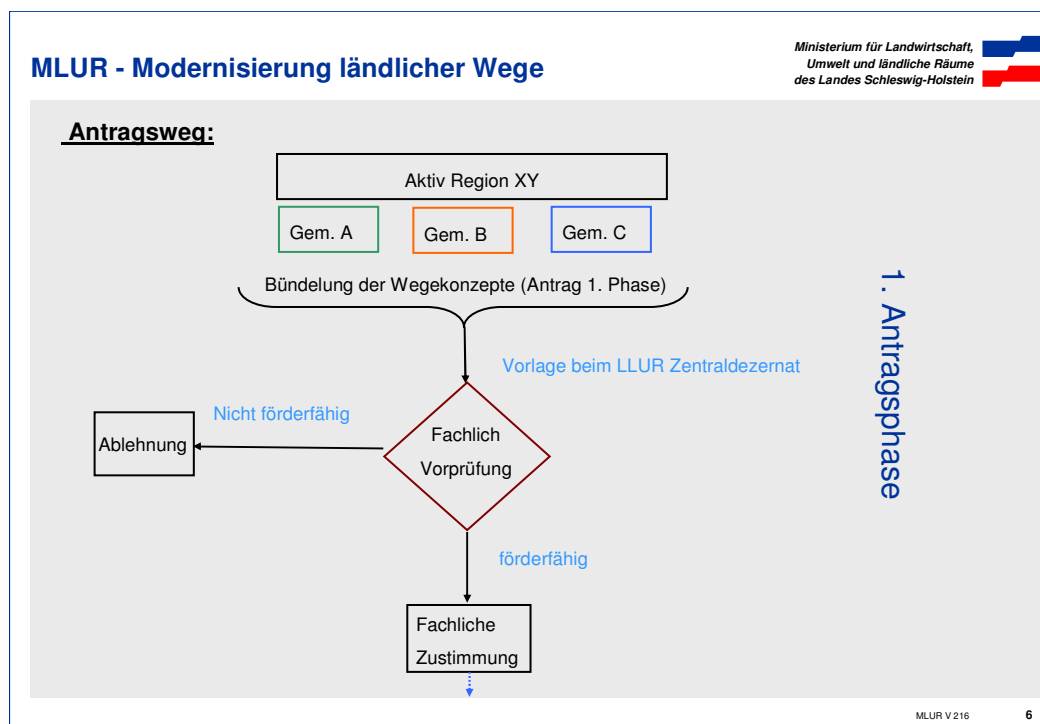 MLUR - Modernisierung ländlicher Wege
Ministerium für Landwirtschaft,
Umwelt und ländliche Räume
des Landes Schleswig-Holstein
Antragsweg:
Aktiv Region XY
Gem. A
Gem. B
Gem. C
Bündelung der Wegekonzepte (Antrag 1. Phase)
1. Antragsphase
Vorlage beim LLUR Zentraldezernat
Nicht förderfähig
Ablehnung
Fachlich
Vorprüfung
förderfähig
Fachliche
Zustimmung
MLUR V 216
6